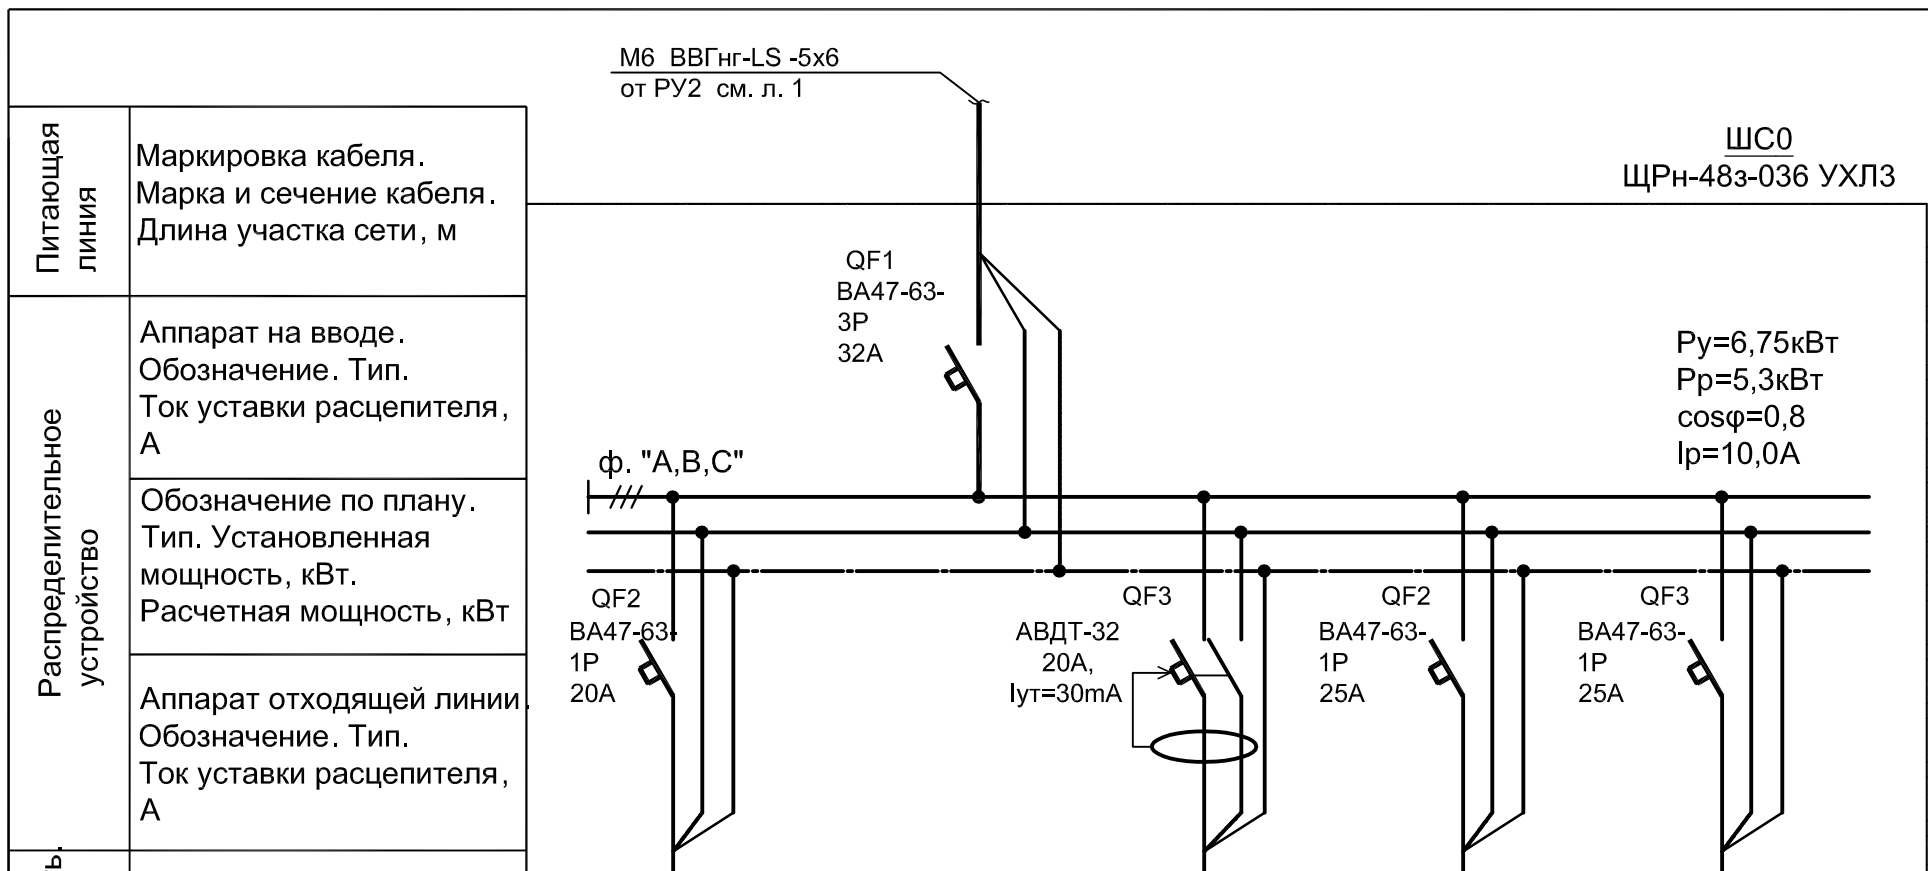 М6 ВВГнг-LS -5х6
от РУ2 см. л. 1
ШС0
ЩРн-48з-036 УХЛ3
Питающая
линия
Маркировка кабеля.
Марка и сечение кабеля.
Длина участка сети, м
QF1
ВА47-63-
3Р
32А
Распределительное
устройство
Аппарат на вводе.
Обозначение. Тип.
Ток уставки расцепителя,
А
Ру=6,75кВт
Рр=5,3кВт
cosφ=0,8
Iр=10,0А
ф. "А,В,С"
Обозначение по плану.
Тип. Установленная
мощность, кВт.
Расчетная мощность, кВт
QF2
ВА47-63-
1Р
20А
QF3
АВДТ-32
20А,
Iут=30mA
QF2
ВА47-63-
1Р
25А
QF3
ВА47-63-
1Р
25А
Аппарат отходящей линии.
Обозначение. Тип.
Ток уставки расцепителя,
А